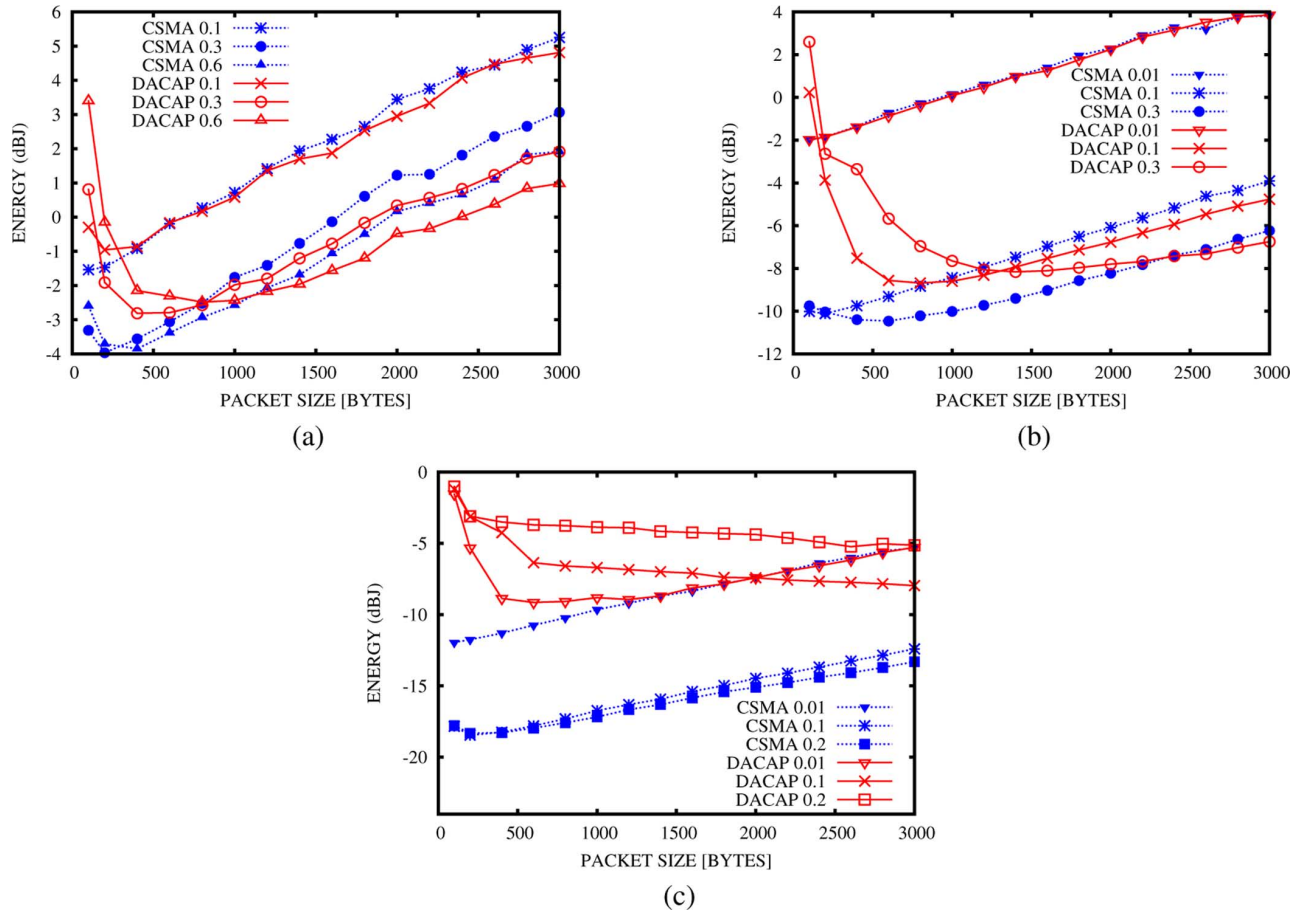 6
5
4
3
2
1
0
-1
-2
-3
-4
ENERGY (dBJ)
CSMA 0.1
CSMA 0.3
CSMA 0.6
DACAP 0.1
DACAP 0.3
DACAP 0.6
0 500 1000 1500 2000 2500 3000
PACKET SIZE [BYTES]
(a)
4
2
0
-2
-4
-6
-8
-10
-12
ENERGY (dBJ)
CSMA 0.01
CSMA 0.1
CSMA 0.3
DACAP 0.01
DACAP 0.1
DACAP 0.3
0 500 1000 1500 2000 2500 3000
PACKET SIZE [BYTES]
(b)
0
-5
-10
-15
-20
ENERGY (dBJ)
CSMA 0.01
CSMA 0.1
CSMA 0.2
DACAP 0.01
DACAP 0.1
DACAP 0.2
0 500 1000 1500 2000 2500 3000
PACKET SIZE [BYTES]
(c)